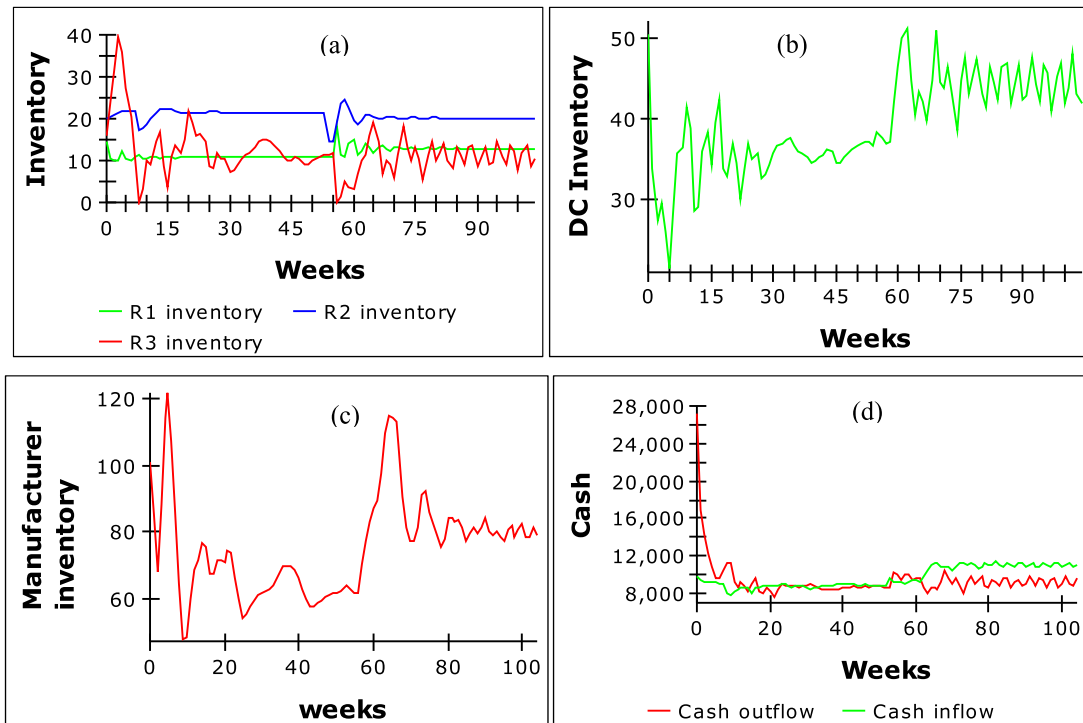 (a)
Inventory
40
30
20
10
0
0 15 30 45 60 75 90
Weeks
R1 inventory R2 inventory
R3 inventory
(b)
DC Inventory
50
40
30
0 15 30 45 60 75 90
Weeks
(c)
Manufacturer
inventory
120
100
80
60
0 20 40 60 80 100
weeks
(d)
Cash
28,000
24,000
20,000
16,000
12,000
8,000
0 20 40 60 80 100
Weeks
Cash outflow Cash inflow